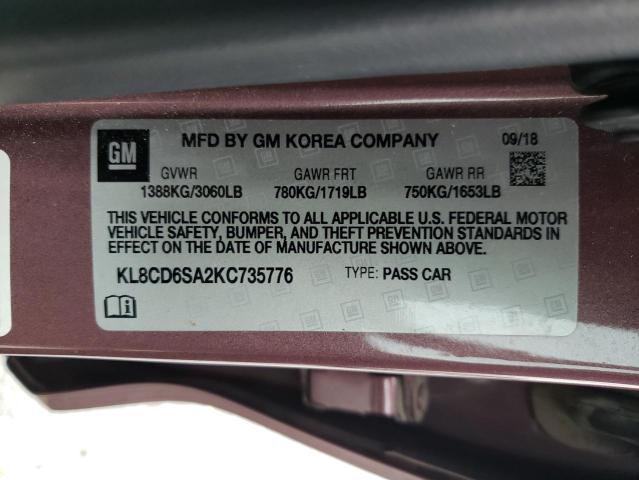 GM
MFD BY GM KOREA COMPANY
09/18
GVWR GAWR FRT GAWR RR
1388KG/3060LB 780KG/1719LB 750KG/1653LB
THIS VEHICLE CONFORMS TO ALL APPLICABLE U.S. FEDERAL MOTOR
VEHICLE SAFETY, BUMPER, AND THEFT PREVENTION STANDARDS IN
EFFECT ON THE DATE OF MANUFACTURE SHOWN ABOVE.
KL8CD6SA2KC735776 TYPE: PASS CAR